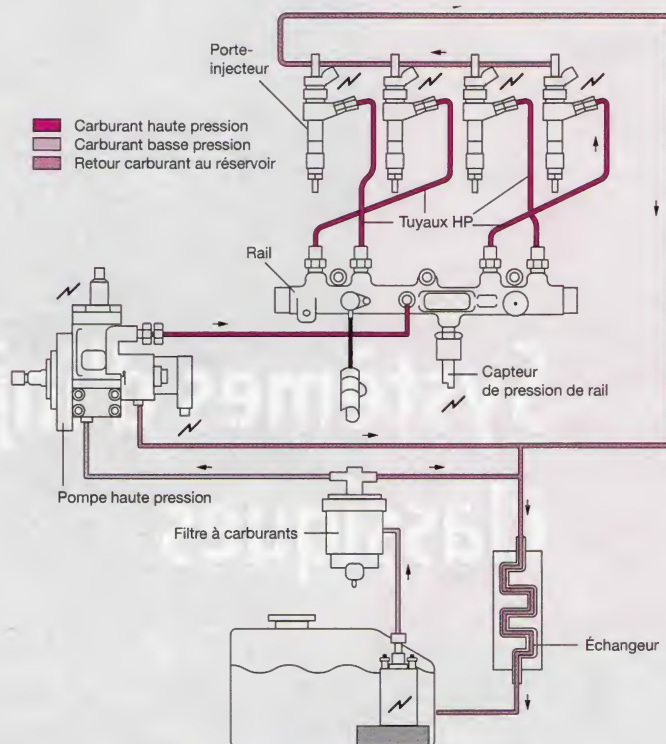 Porte-
injecteur
Carburant haute pression
Carburant basse pression
Retour carburant au réservoir
Tuyaux HP
Rail
Capteur
de pression de rail
Pompe haute pression
Filtre à carburants
Échangeur